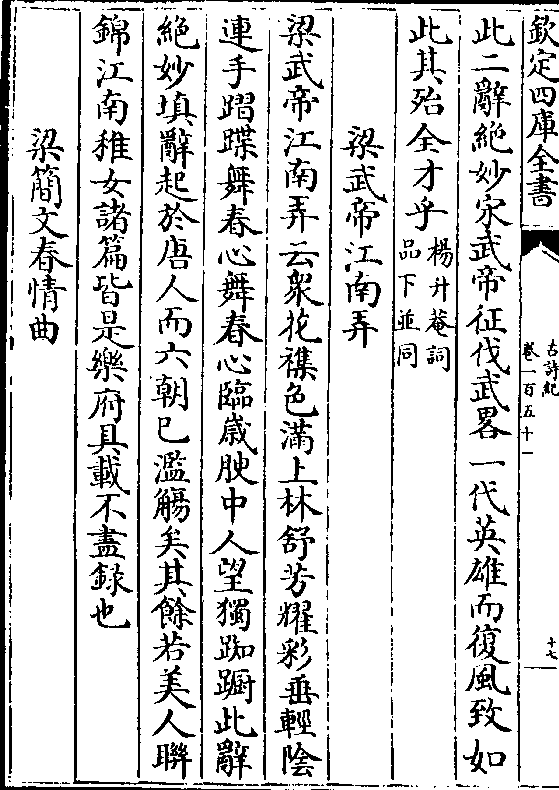 欽定四庫全書
古詩紀
卷一百五十一
十七
此二辭絶妙宋武帝征伐武畧一代英雄而復風致如
此其殆全才乎楊升菴詞
品下並同
梁武帝江南弄
梁武帝江南弄云衆花襍色滿上林舒芳耀彩垂輕陰
連手蹀躞舞春心舞春心臨歲腴中人望獨踟蹰此辭
絶妙填辭起於唐人而六朝已濫觴矣其餘若美人聨
錦江南稚女諸篇皆是樂府具載不盡録也
梁簡文春情曲